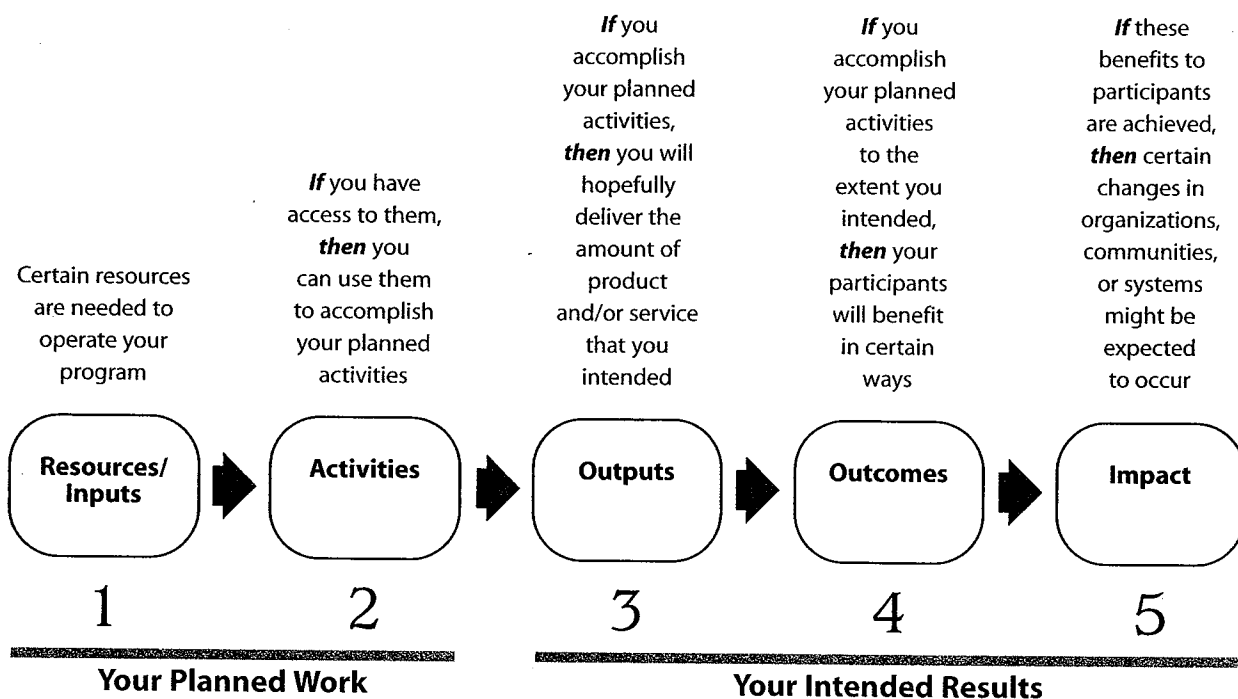 Certain resources
are needed to
operate your
program
If you have
access to them,
then you
can use them
to accomplish
your planned
activities
If you
accomplish
your planned
activities,
then you will
hopefully
deliver the
amount of
product
and/or service
that you
intended
If you
accomplish
your planned
activities
to the
extent you
intended,
then your
participants
will benefit
in certain
ways
If these
benefits to
participants
are achieved,
then certain
changes in
organizations,
communities,
or systems
might be
expected
to occur
Resources/
Inputs
Activities
Outputs
Outcomes
Impact
1
2
3
4
5
Your Planned Work
Your Intended Results